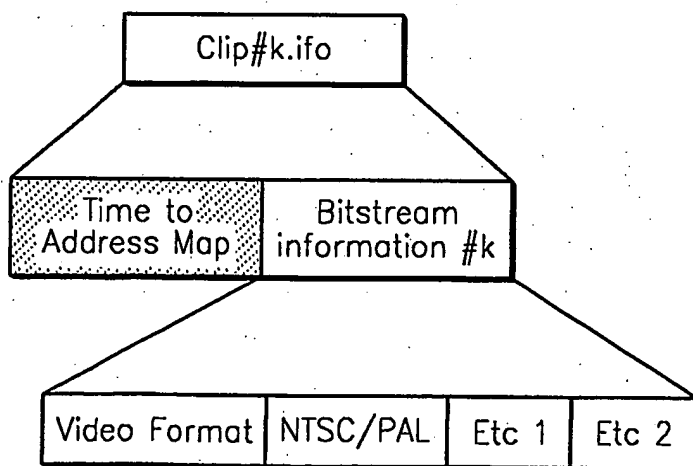 Clip#k.ifo
Time to
Address Map
Bitstream
information #k
Video Format
NTSC/PAL
Etc 1
Etc 2